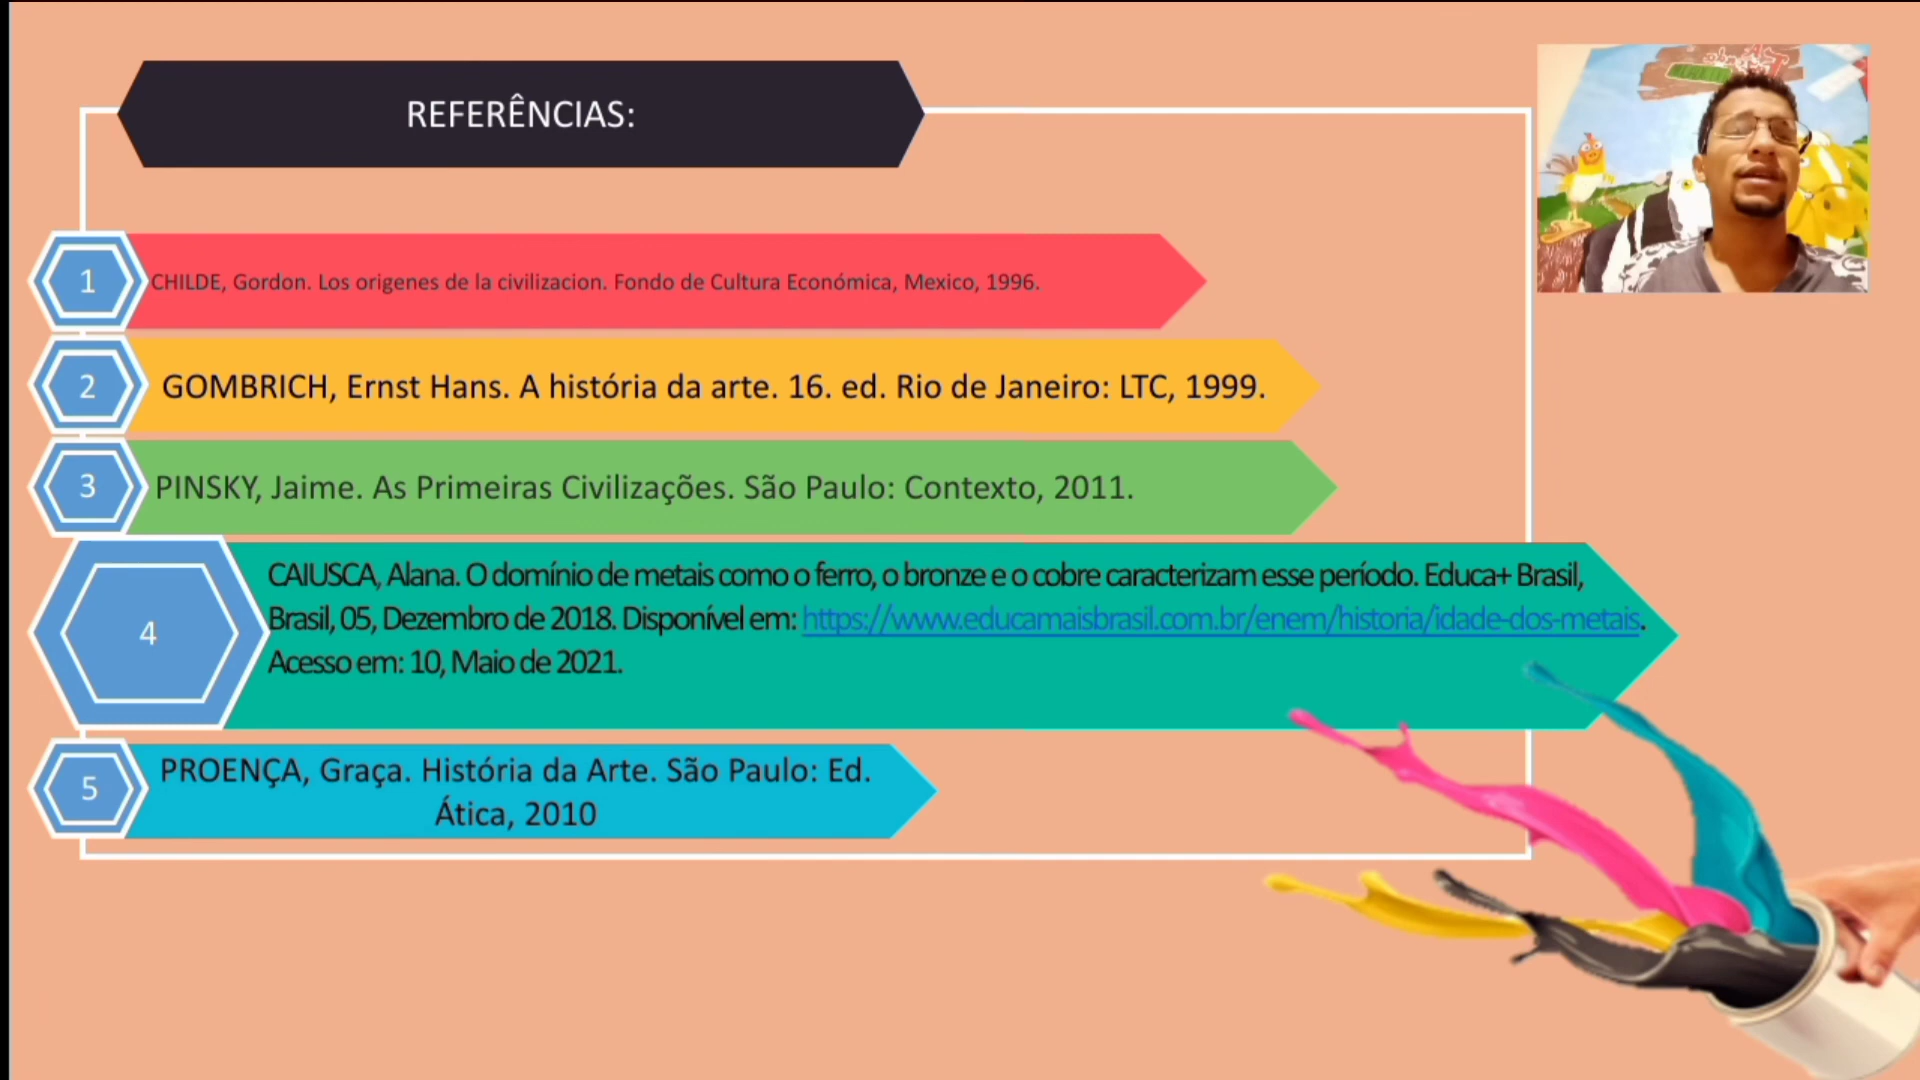 REFERÊNCIAS:
1
CHILDE, Gordon. Los origenes de la civilizacion. Fondo de Cultura Económica, Mexico, 1996.
2
GOMBRICH, Ernst Hans. A história da arte. 16. ed. Rio de Janeiro: LTC, 1999.
3
PINSKY, Jaime. As Primeiras Civilizações. São Paulo: Contexto, 2011.
4
CAIUSCA, Alana. O domínio de metais como o ferro, o bronze e o cobre caracterizam esse período. Educa+ Brasil,
Brasil, 05, Dezembro de 2018. Disponível em: https://www.educamaisbrasil.com.br/enem/historia/idade-dos-metais.
Acesso em: 10, Maio de 2021.
5
PROENÇA, Graça. História da Arte. São Paulo: Ed.
Ática, 2010